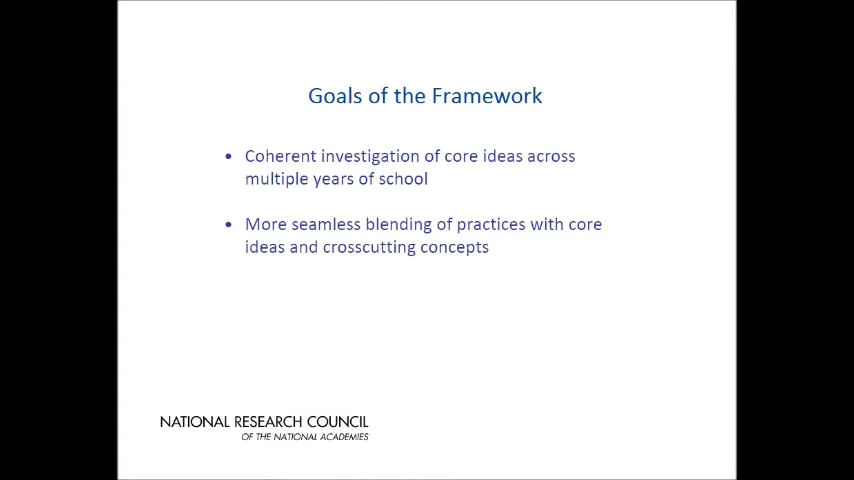 Goals of the Framework
• Coherent investigation of core ideas across
multiple years of school
• More seamless blending of practices with core
ideas and crosscutting concepts
NATIONAL RESEARCH COUNCIL
OF THE NATIONAL ACADEMIES